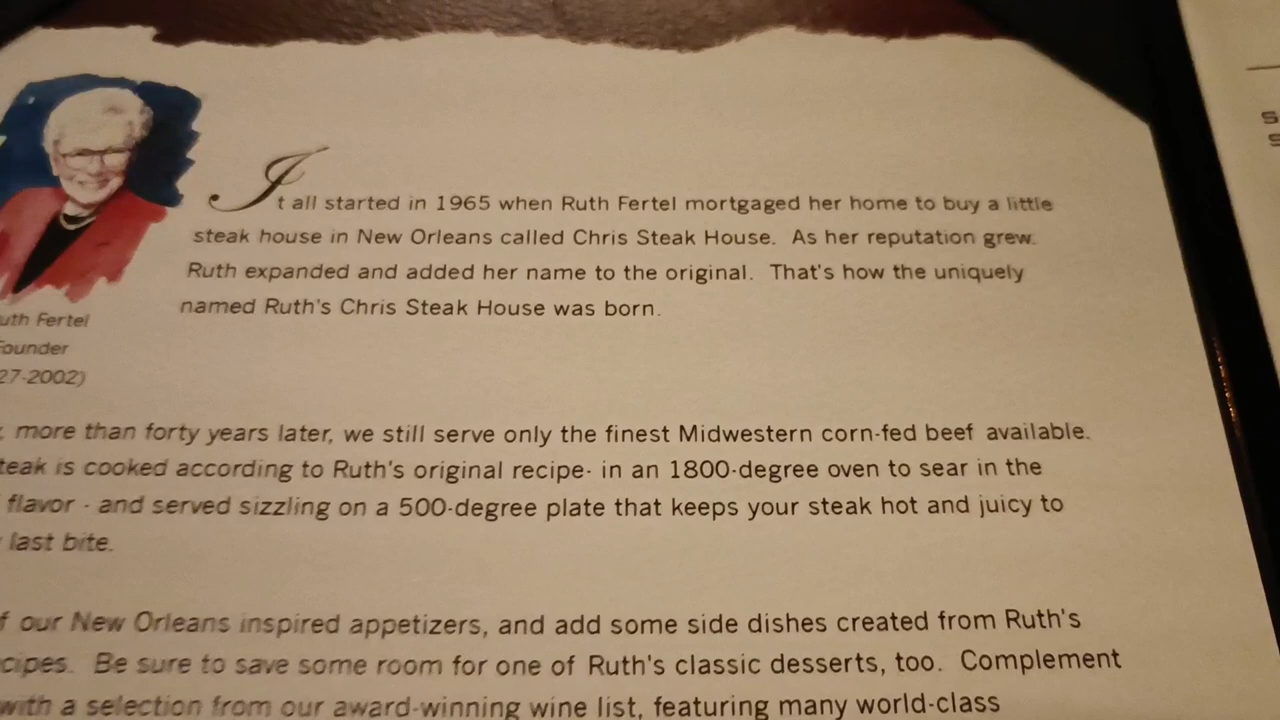 It all started in 1965 when Ruth Fertel mortgaged her home to buy a little
steak house in New Orleans called Chris Steak House. As her reputation grew.
Ruth expanded and added her name to the original. That's how the uniquely
named Ruth's Chris Steak House was born.
uth Fertel
Founder
27-2002)
more than forty years later, we still serve only the finest Midwestern corn-fed beef available.
teak is cooked according to Ruth's original recipe- in an 1800-degree oven to sear in the
flavor - and served sizzling on a 500-degree plate that keeps your steak hot and juicy to
last bite.
f our New Orleans inspired appetizers, and add some side dishes created from Ruth's
cipes. Be sure to save some room for one of Ruth's classic desserts, too. Complement
with a selection from our award-winning wine list, featuring many world-class